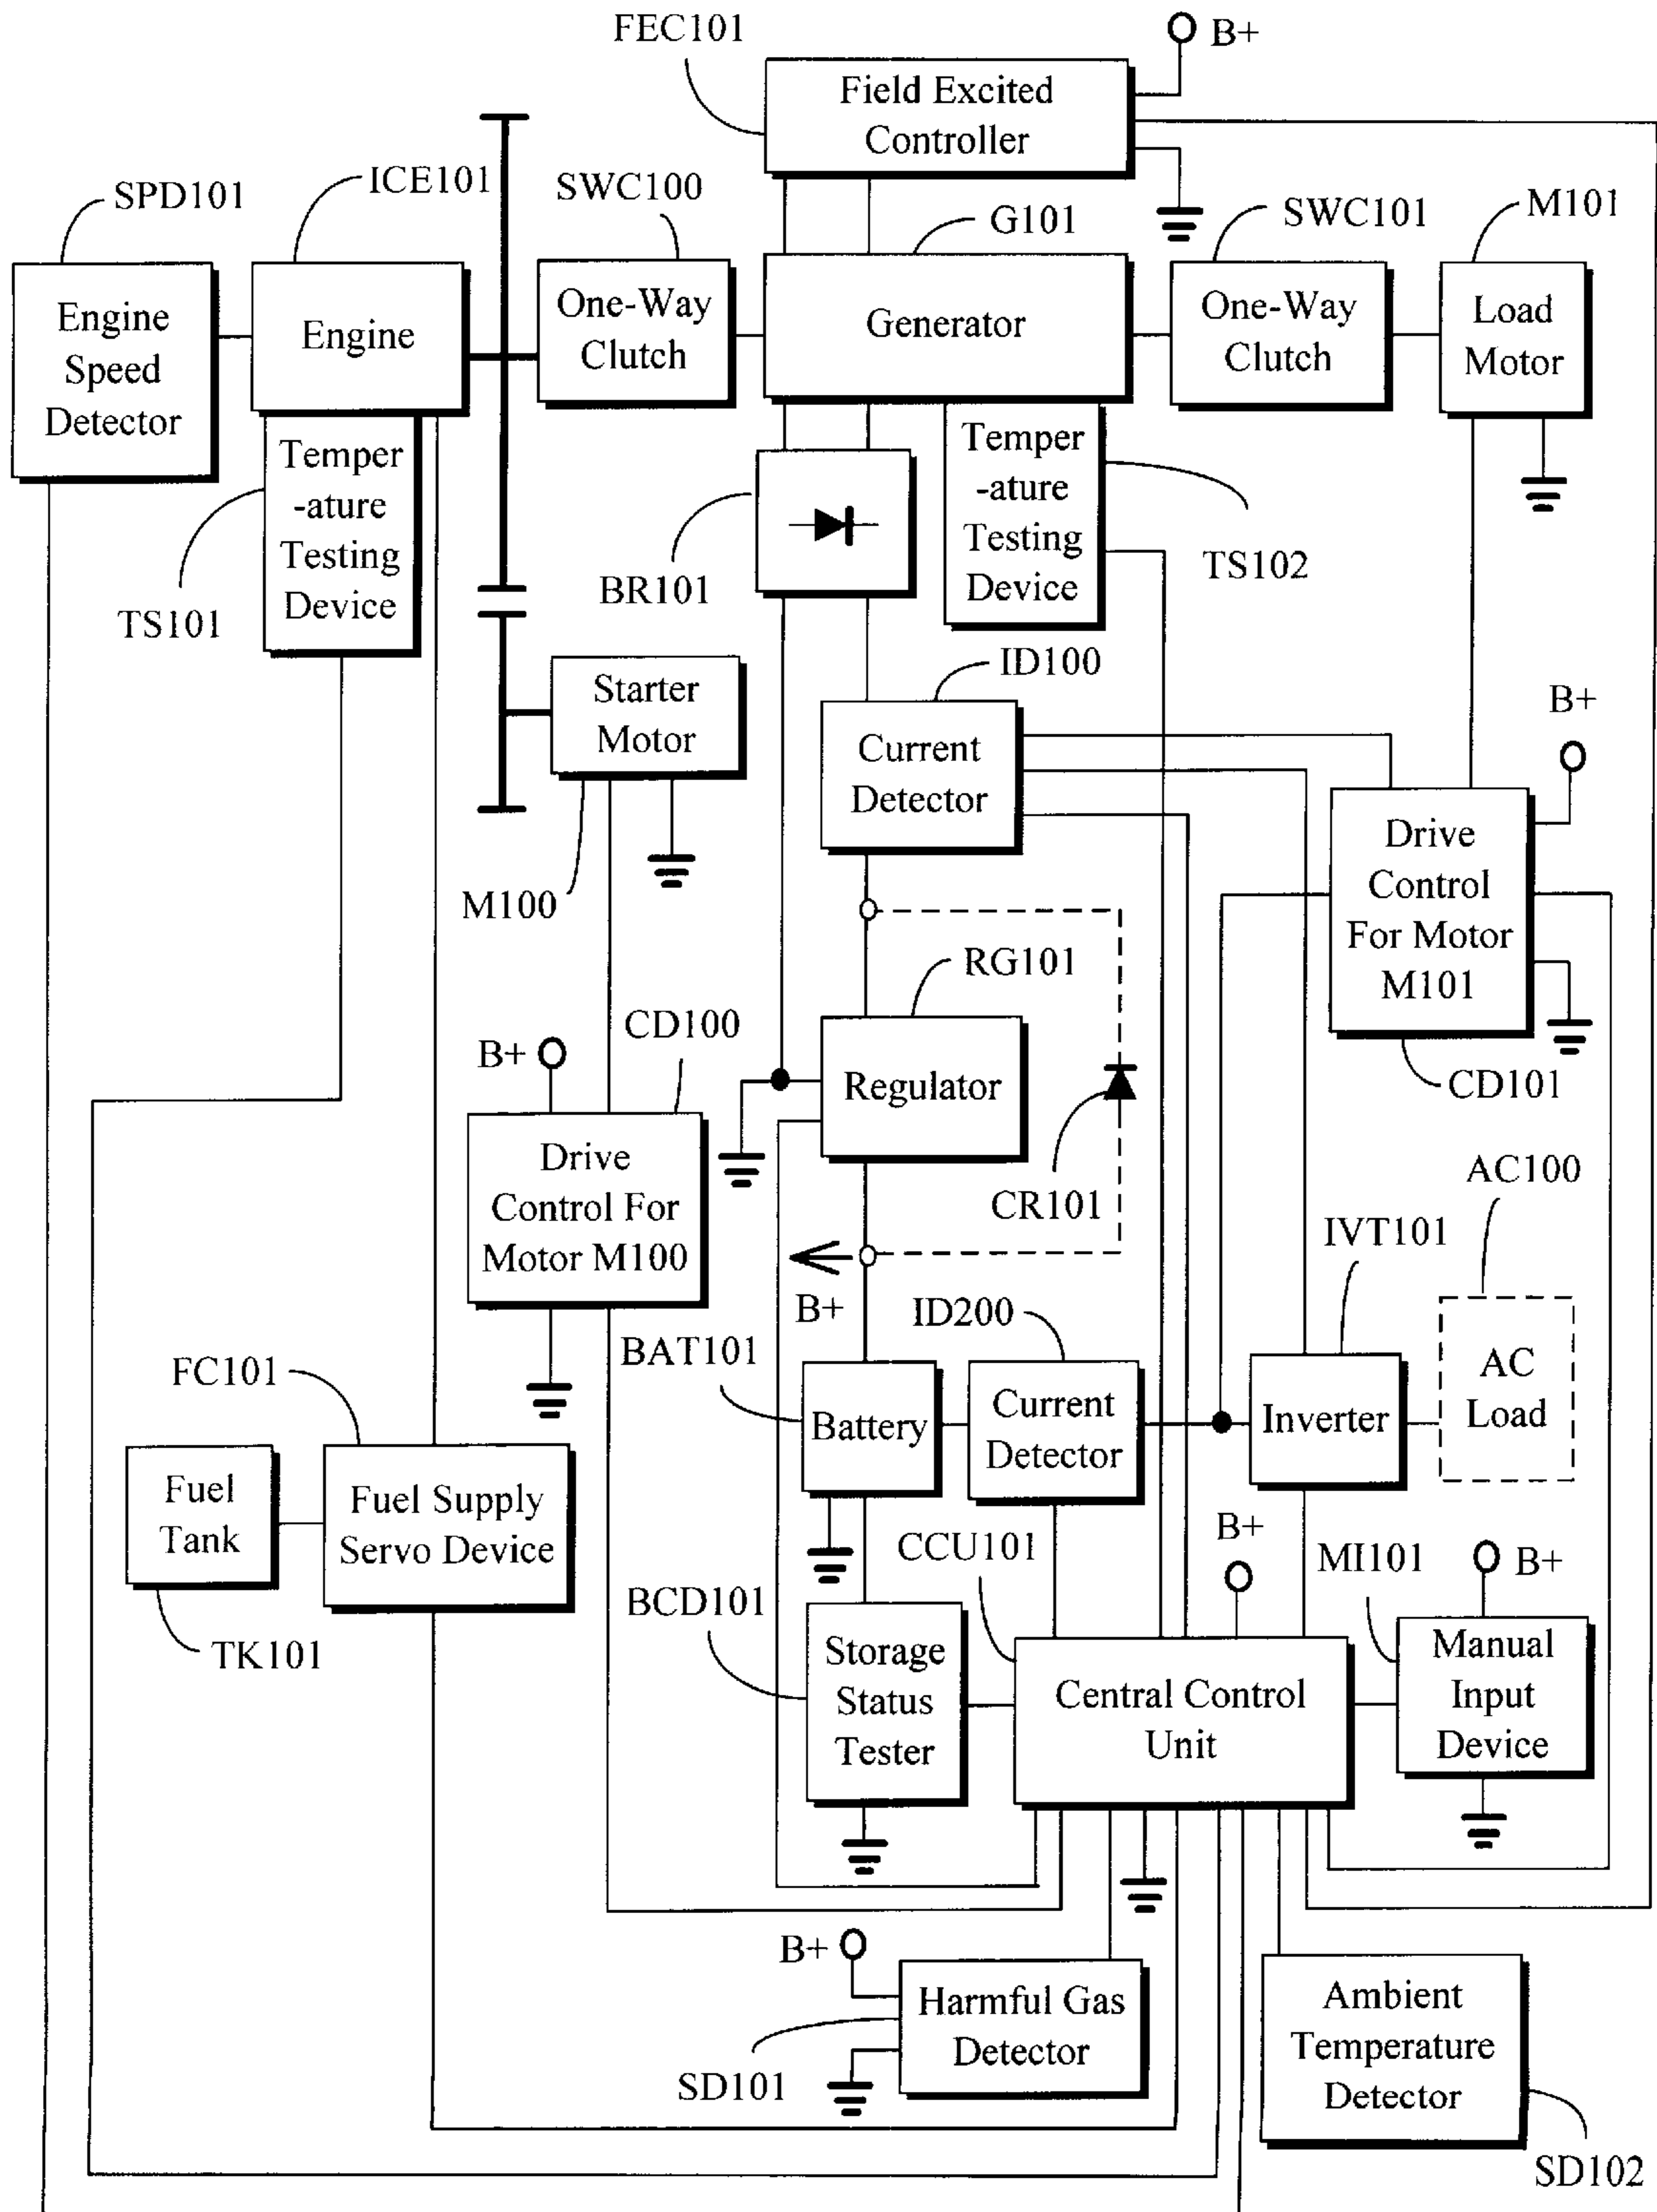 FEC101
B+
Field Excited
Controller
SPD101
ICE101
SWC100
G101
SWC101
M101
Engine
Speed
Detector
Engine
One-Way
Clutch
Generator
One-Way
Clutch
Load
Motor
Temper
-ature
Testing
Device
TS101
BR101
Temper
-ature
Testing
Device
TS102
Starter
Motor
M100
ID100
Current
Detector
B+
Drive
Control
For Motor
M101
CD101
RG101
Regulator
CR101
B+
CD100
Drive
Control For
Motor M100
B+
BAT101
Battery
ID200
Current
Detector
IVT101
Inverter
AC100
AC
Load
FC101
Fuel
Tank
TK101
Fuel Supply
Servo Device
BCD101
Storage
Status
Tester
CCU101
B+
Central Control
Unit
MI101
B+
Manual
Input
Device
B+
Harmful Gas
Detector
SD101
Ambient
Temperature
Detector
SD102